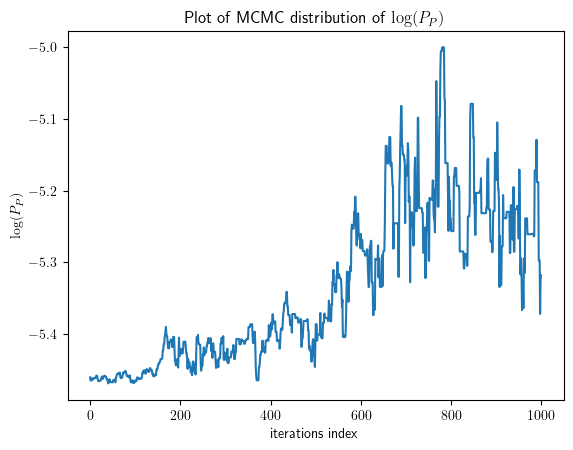 Plot of MCMC distribution of log(P_P)
−5.0
−5.1
−5.2
−5.3
−5.4
log(P_P)
0 200 400 600 800 1000
iterations index